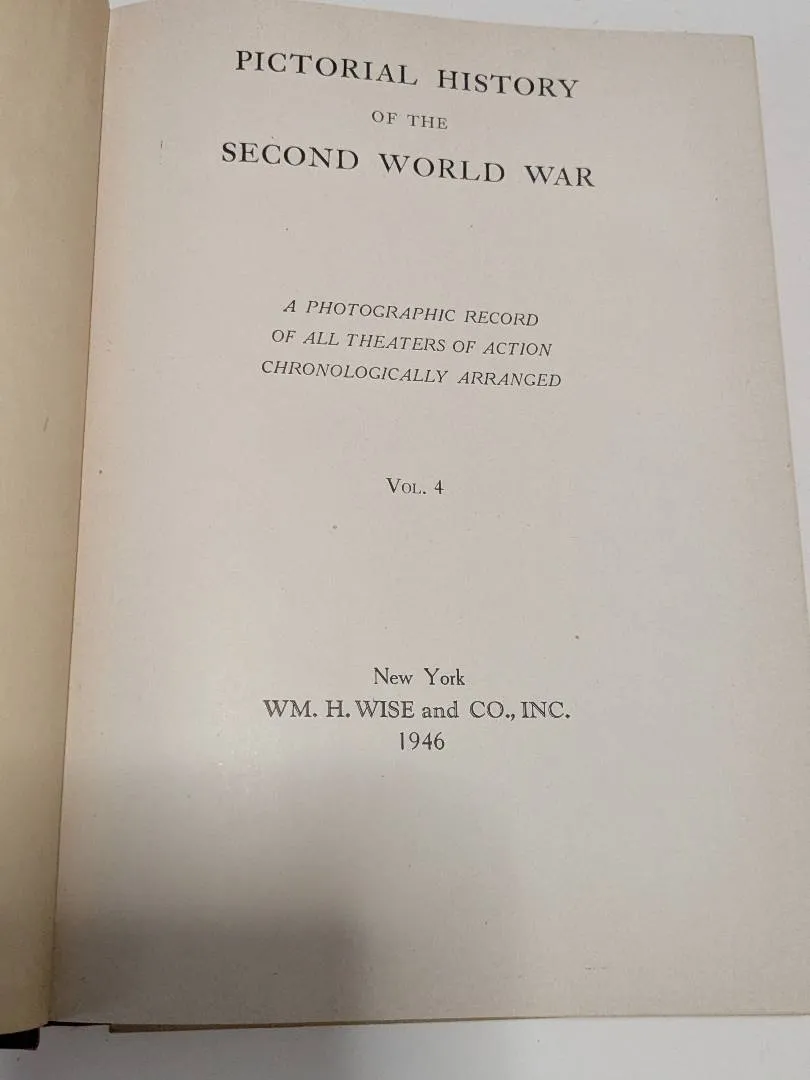 PICTORIAL HISTORY
OF THE
SECOND WORLD WAR
A PHOTOGRAPHIC RECORD
OF ALL THEATERS OF ACTION
CHRONOLOGICALLY ARRANGED
VOL. 4
New York
WM. H. WISE and CO., INC.
1946